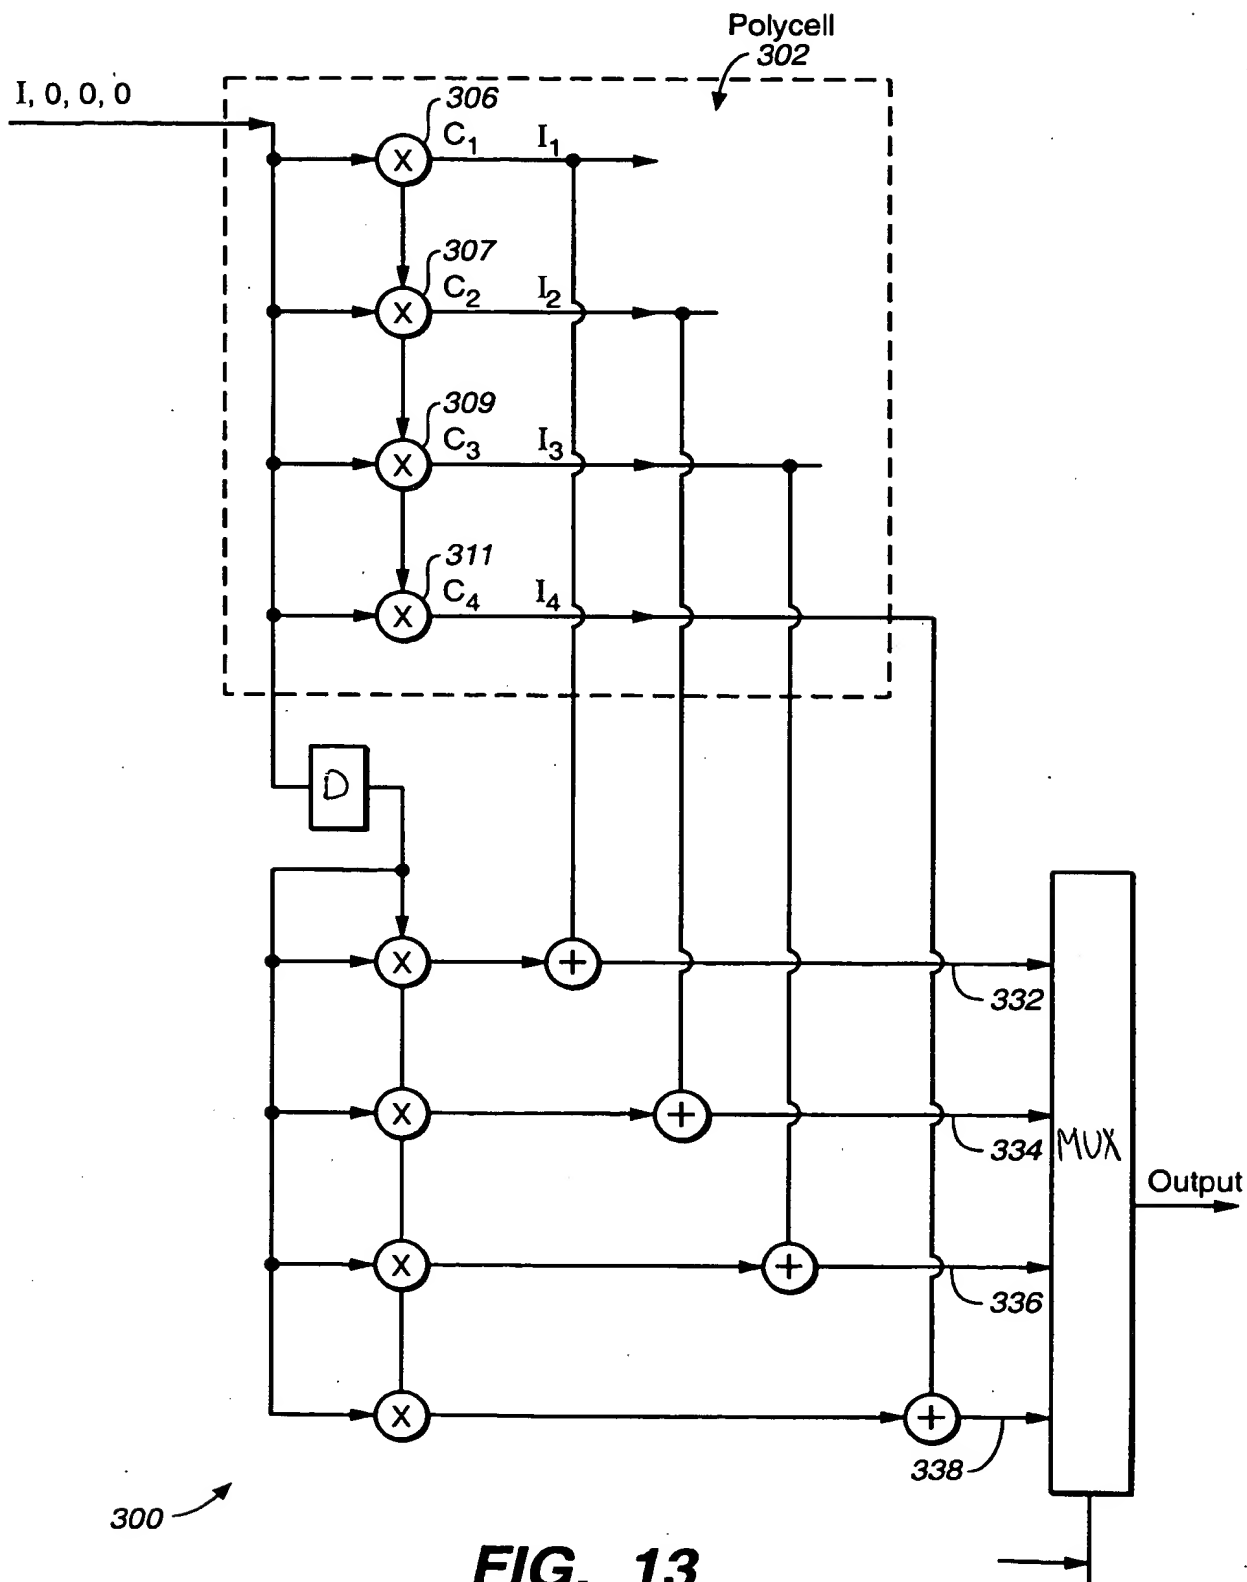 Polycell
302
I, 0, 0, 0
306
C₁ I₁
X
307
C₂ I₂
X
309
C₃ I₃
X
311
C₄ I₄
X
D
X +
332
X +
334
MUX
Output
X +
336
X +
338
300
FIG. 13